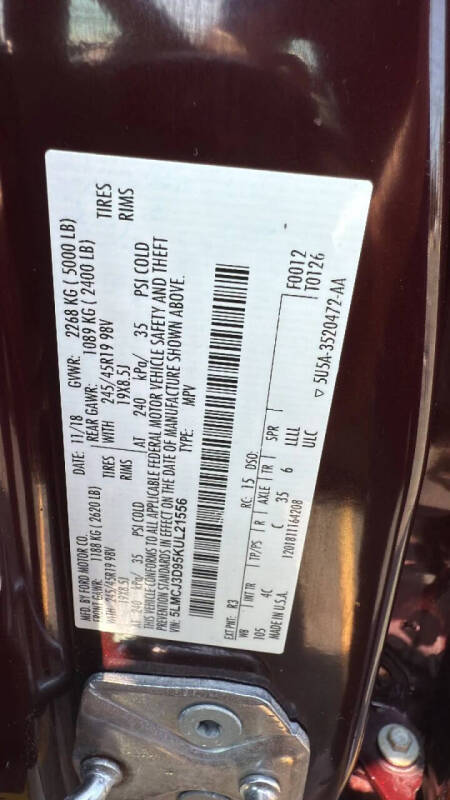 MFD. BY FORD MOTOR CO.
DATE: 11/18 GVWR: 2268 KG ( 5000 LB)
FRONT GAWR: 1188 KG ( 2620 LB) REAR GAWR: 1089 KG ( 2400 LB)
245/45R19 98V TIRES WITH 245/45R19 98V TIRES
19X8.5J RIMS 19X8.5J RIMS
AT 240 kPa/ 35 PSI COLD AT 240 kPa/ 35 PSI COLD
THIS VEHICLE CONFORMS TO ALL APPLICABLE FEDERAL MOTOR VEHICLE SAFETY AND THEFT
PREVENTION STANDARDS IN EFFECT ON THE DATE OF MANUFACTURE SHOWN ABOVE.
VIN: 5LMCJ3D95KUL21556 TYPE: MPV
EXT PNT: R3 RC: 15 DSO: F0012
T0126
WB INT TR TP/PS R AXLE TR SPR
105 4C C 35 6 LLLL
MADE IN U.S.A. 1201811164208 ULC
▽ 5U5A-3520472-AA